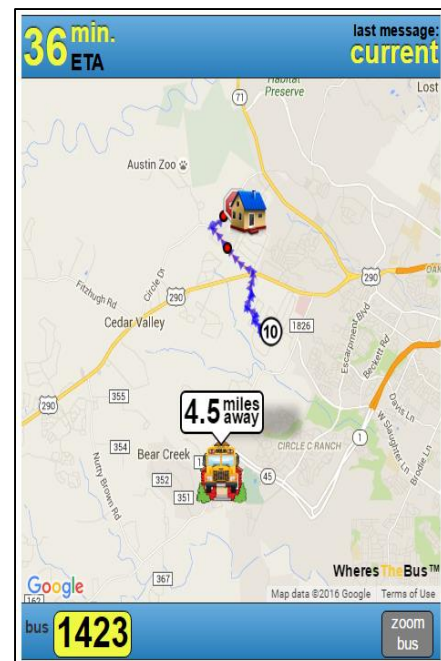 36 min.
ETA
last message:
current
Habitat
Preserve
Lost
71
Austin Zoo
290
Fitzhugh Rd
Circle Dr
290
Cedar Valley
10
1826
Escarpment Blvd
Beckett Rd
355
4.5 miles
away
Davis Ln
W Slaughter Ln
Brodie Ln
290
354
Bear Creek
CIRCLE C RANCH
1
Nutty Brown Rd
352
351
45
367
WheresTheBus™
Google
Map data ©2016 Google
Terms of Use
162
bus 1423
zoom
bus